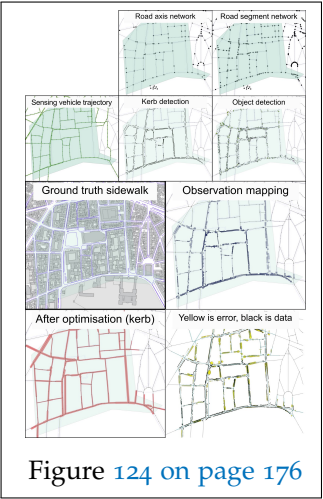 Road axis network
Road segment network
Sensing vehicle trajectory
Kerb detection
Object detection
Ground truth sidewalk
Observation mapping
After optimisation (kerb)
Yellow is error, black is data
Figure 124 on page 176